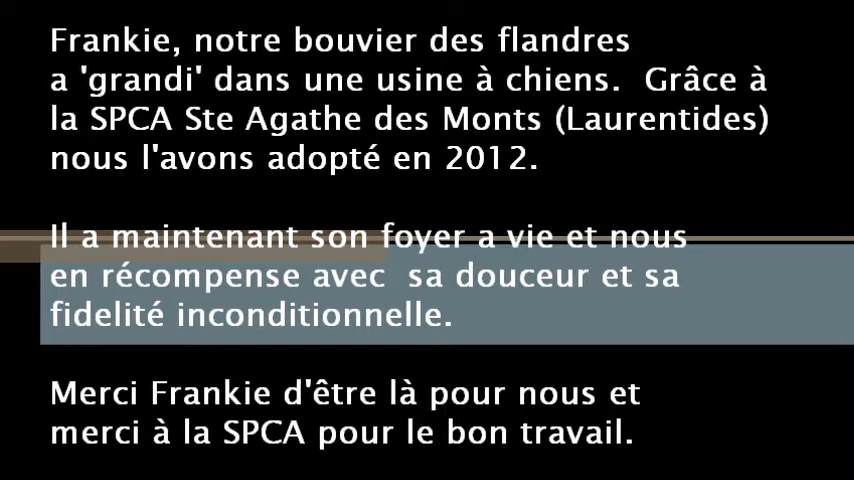 Frankie, notre bouvier des flandres
a 'grandi' dans une usine à chiens.  Grâce à
la SPCA Ste Agathe des Monts (Laurentides)
nous l'avons adopté en 2012.
Il a maintenant son foyer a vie et nous
en récompense avec  sa douceur et sa
fidelité inconditionnelle.
Merci Frankie d'être là pour nous et
merci à la SPCA pour le bon travail.